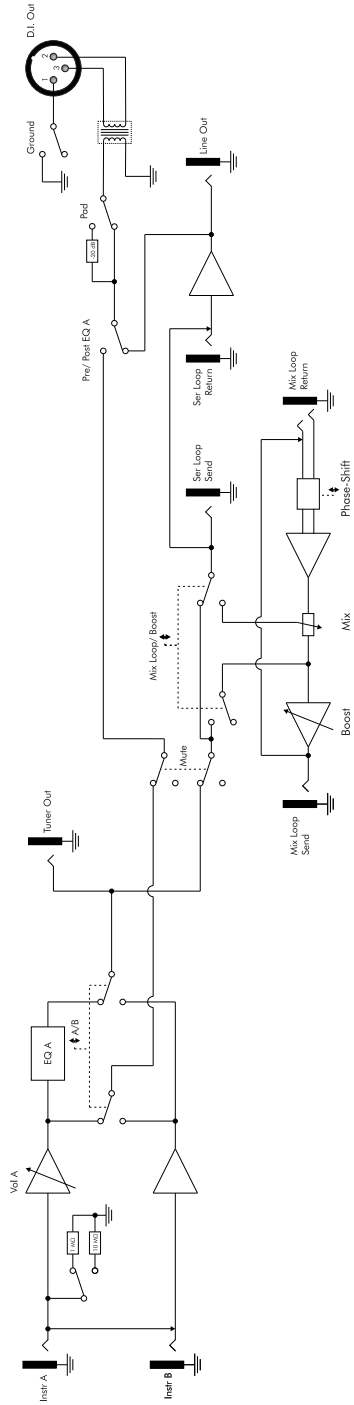 Instr A
Instr B
Vol A
1 MΩ
10 MΩ
EQ A
A/B
Tuner Out
Mute
Mix Loop/ Boost
Mix Loop
Send
Boost
Mix
Phase-Shift
Mix Loop
Return
Ser Loop
Send
Ser Loop
Return
Line Out
Pre/ Post EQ A
-20 dB
Pad
Ground
D.I. Out
1
2
3